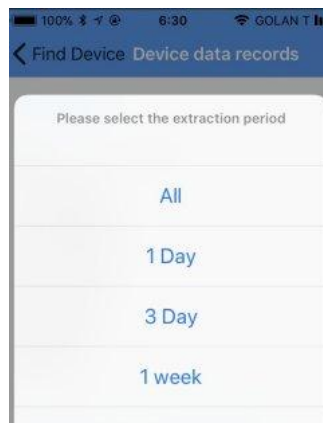 100% 6:30 GOLAN T
Find Device Device data records
Please select the extraction period
All
1 Day
3 Day
1 week